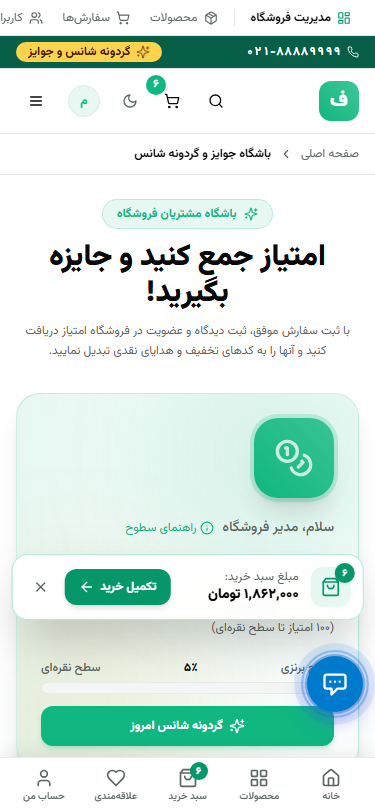 مدیریت فروشگاه
محصولات
سفارش‌ها
۰۲۱-۸۸۸۸۹۹۹۹
گردونه شانس و جوایز
ف
۶
م
صفحه اصلی
باشگاه جوایز و گردونه شانس
باشگاه مشتریان فروشگاه
امتیاز جمع کنید و جایزه
بگیرید!
با ثبت سفارش موفق، ثبت دیدگاه و عضویت در فروشگاه امتیاز دریافت
کنید و آنها را به کدهای تخفیف و هدایای نقدی تبدیل نمایید.
سلام، مدیر فروشگاه
راهنمای سطوح
۶
مبلغ سبد خرید:
۱,۸۶۲,۰۰۰ تومان
تکمیل خرید
(۱۰۰ امتیاز تا سطح نقره‌ای)
برنزی
۵٪
سطح نقره‌ای
گردونه شانس امروز
خانه
محصولات
۶
سبد خرید
علاقه‌مندی
حساب من